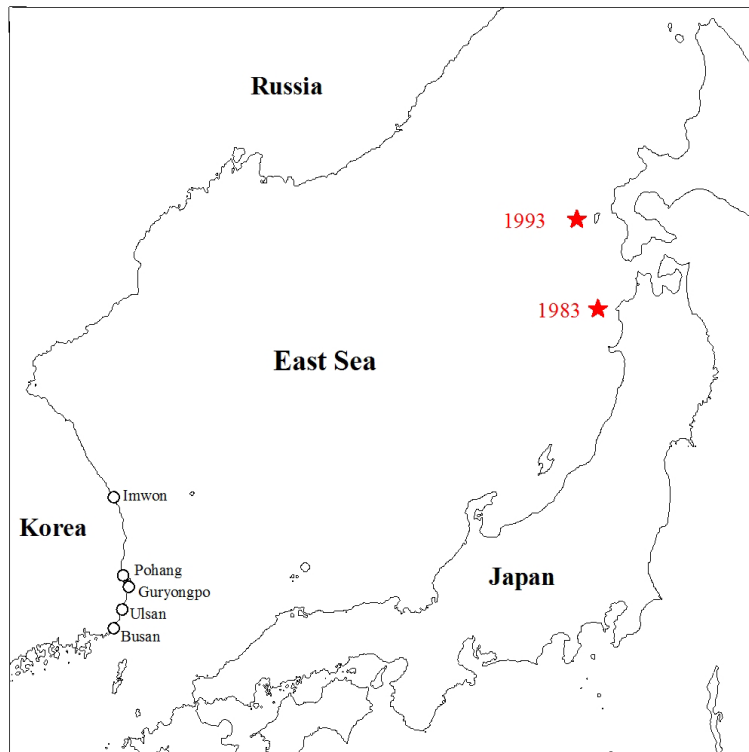 Russia
1993
1983
East Sea
Imwon
Korea
Pohang
Japan
Guryongpo
Ulsan
Busan